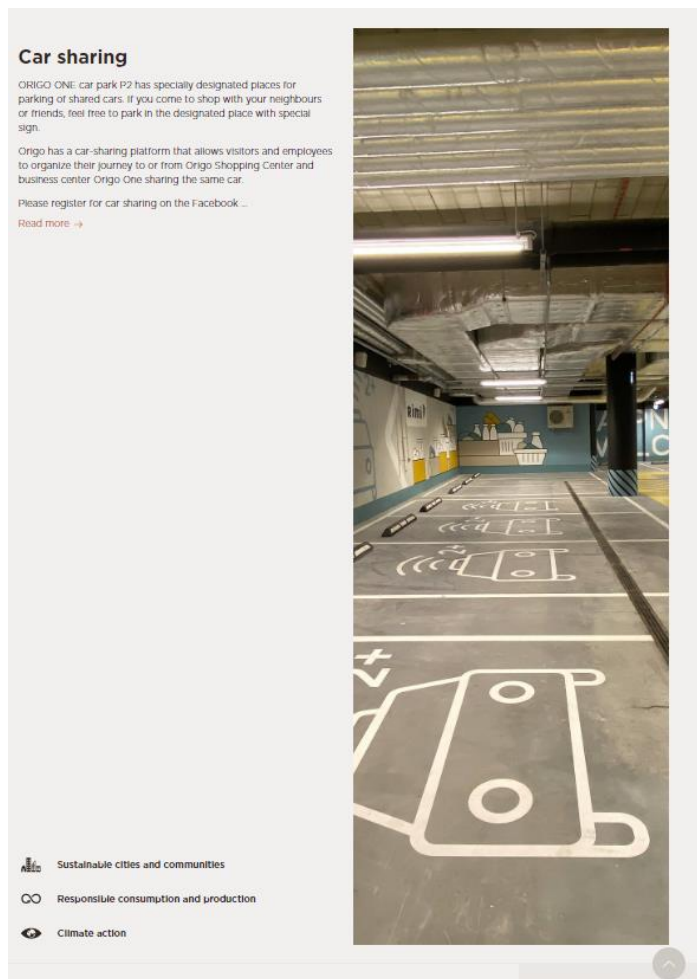 Car sharing
ORIGO ONE car park P2 has specially designated places for
parking of shared cars. If you come to shop with your neighbours
or friends, feel free to park in the designated place with special
sign.
Origo has a car-sharing platform that allows visitors and employees
to organize their journey to or from Origo Shopping Center and
business center Origo One sharing the same car.
Please register for car sharing on the Facebook ...
Read more →
2+
Rimi
2+
2+
Sustainable cities and communities
Responsible consumption and production
Climate action